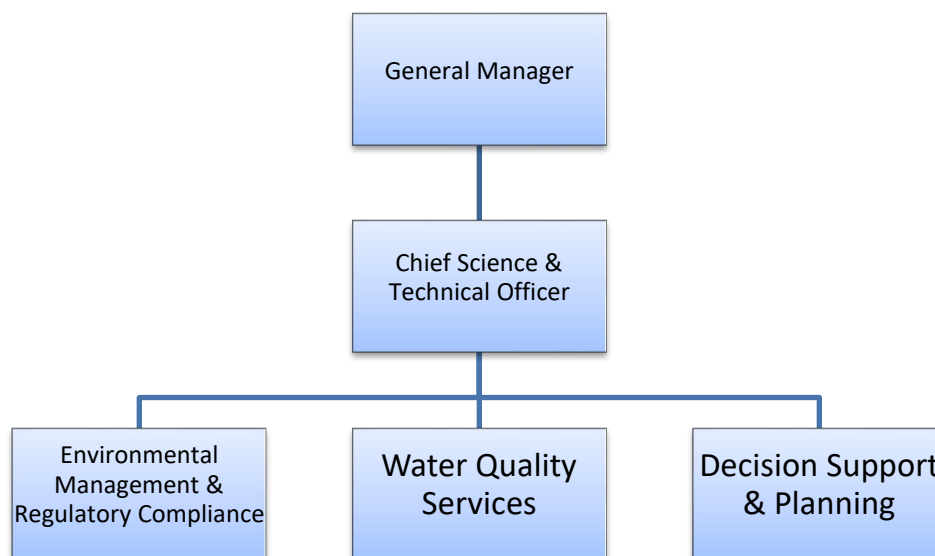 General Manager
Chief Science &
Technical Officer
Environmental
Management &
Regulatory Compliance
Water Quality
Services
Decision Support
& Planning